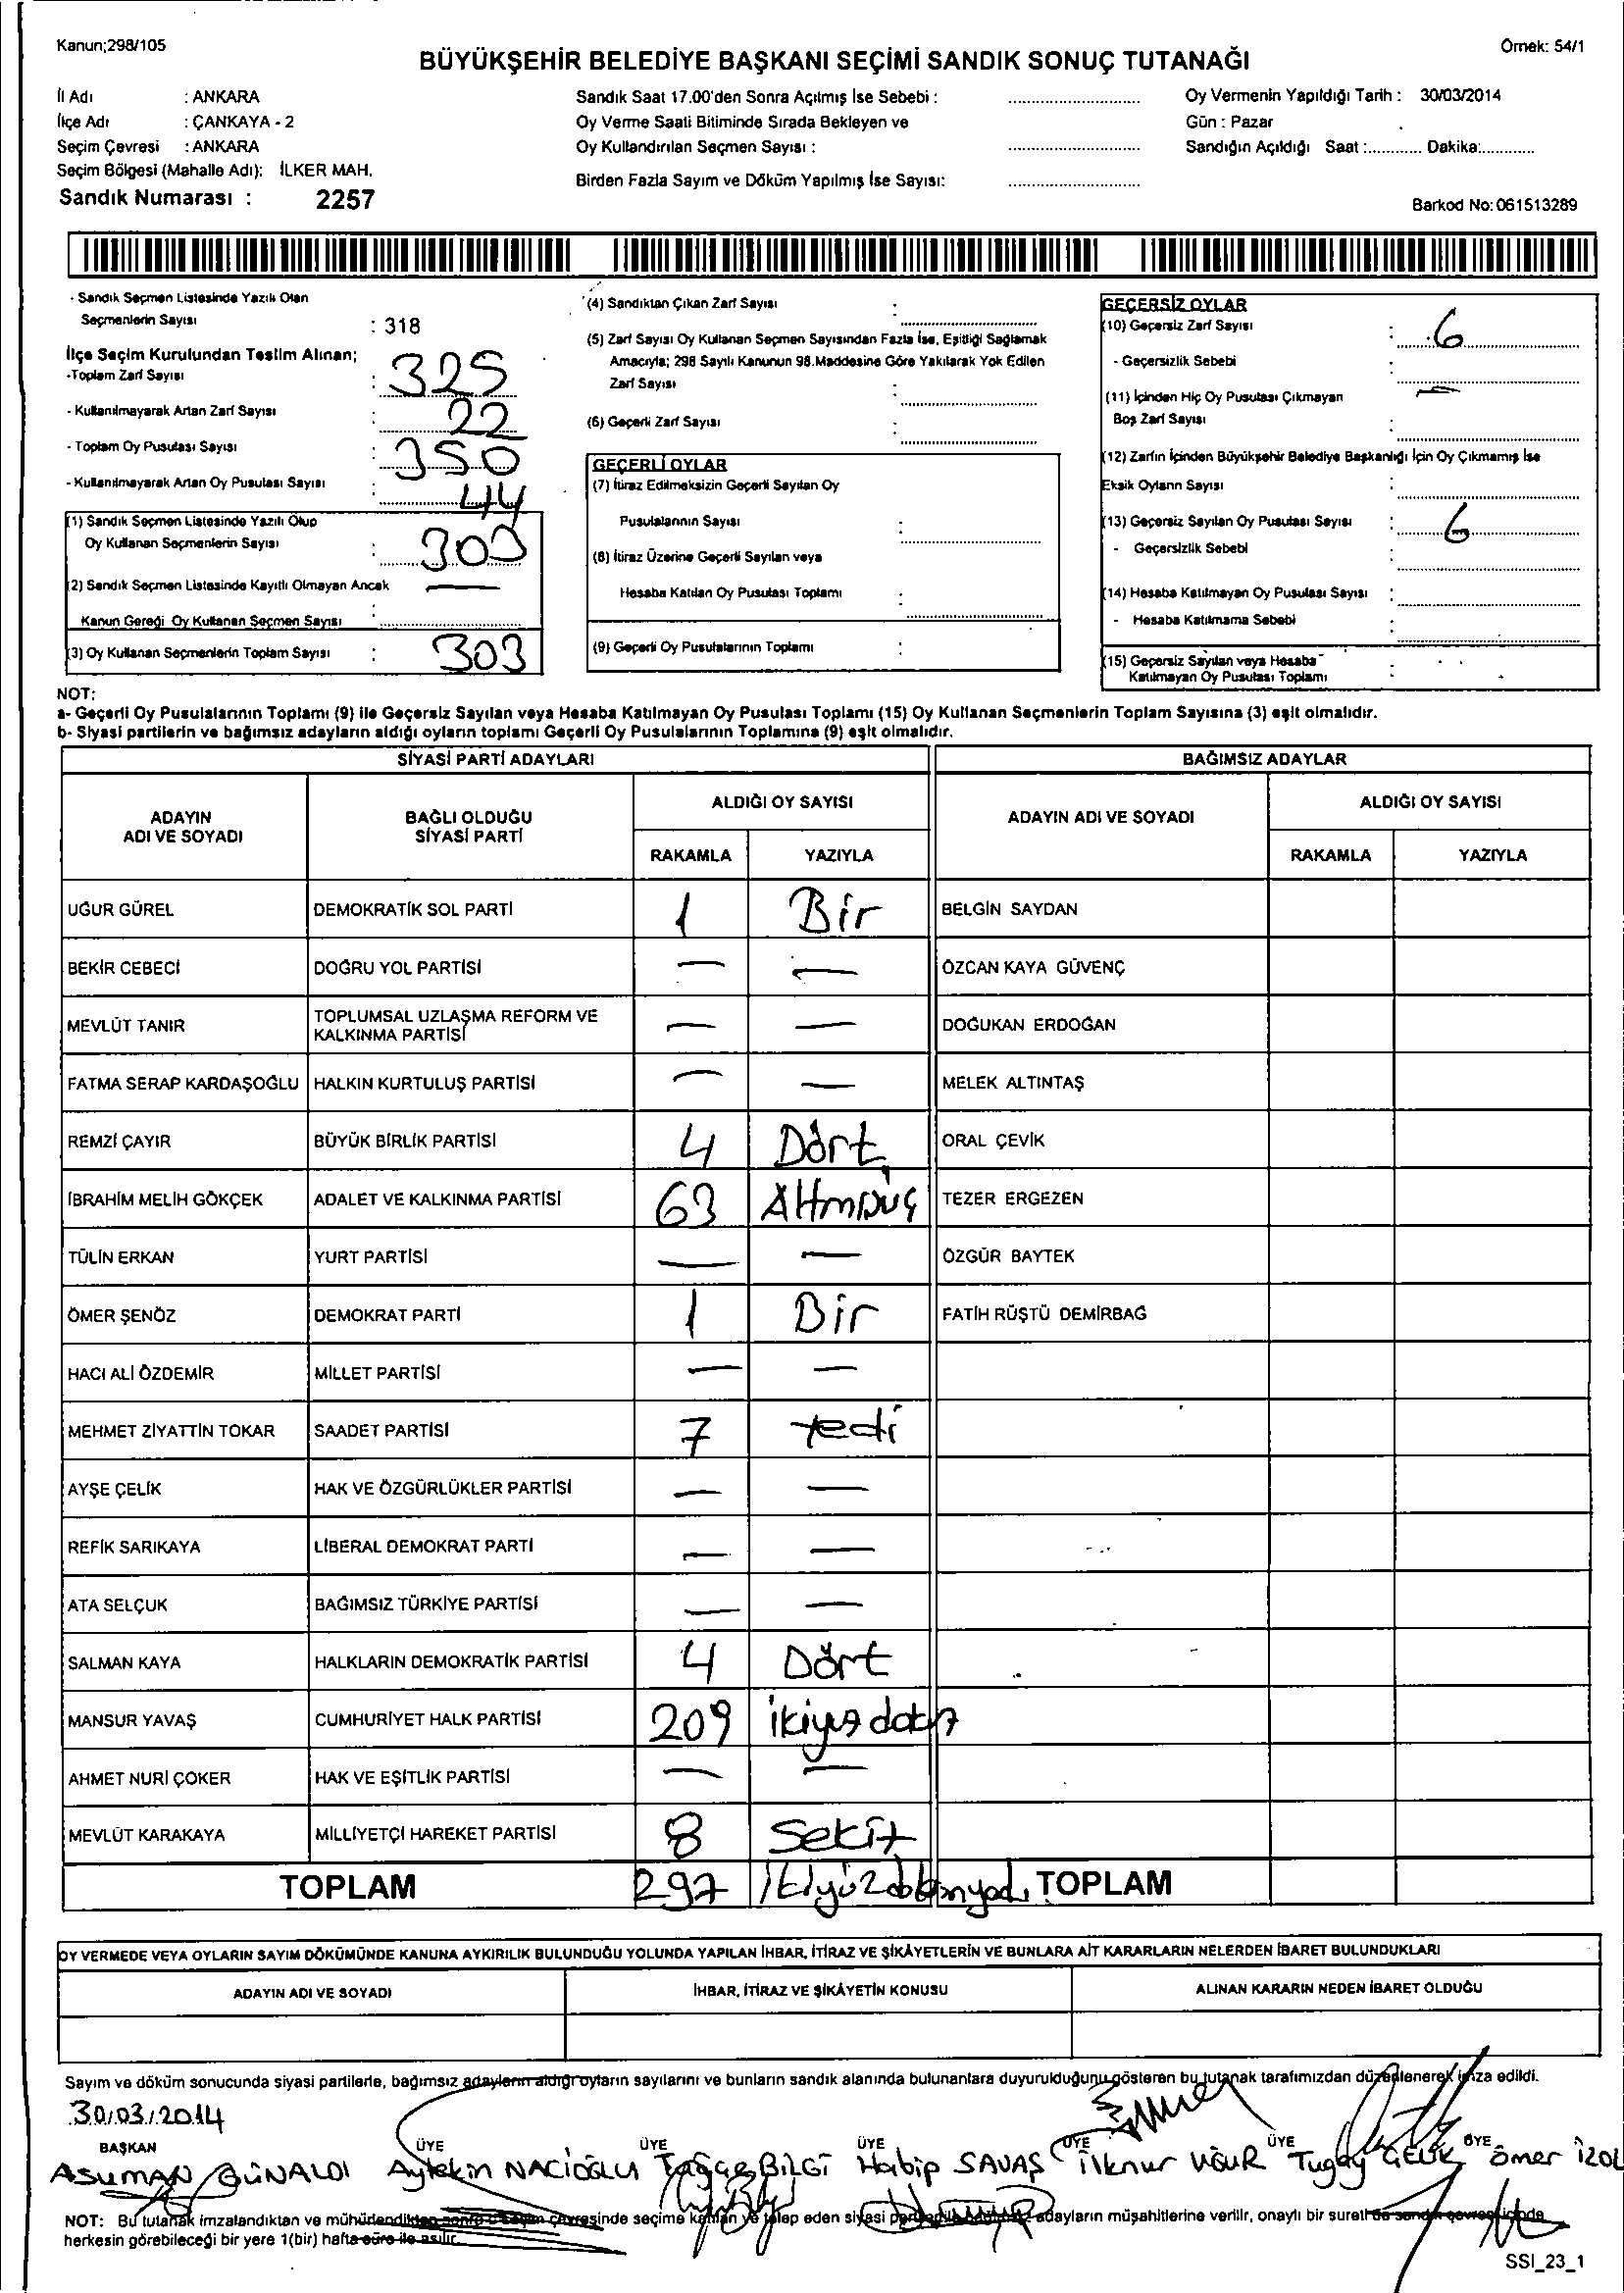 Kanun;298/105
Örnek: 54/1
BÜYÜKŞEHİR BELEDİYE BAŞKANI SEÇİMİ SANDIK SONUÇ TUTANAĞI
İl Adı : ANKARA
İlçe Adı : ÇANKAYA - 2
Seçim Çevresi : ANKARA
Seçim Bölgesi (Mahalle Adı): İLKER MAH.
Sandık Numarası : 2257
Sandık Saat 17.00'den Sonra Açılmış İse Sebebi :
Oy Verme Saati Bitiminde Sırada Bekleyen ve
Oy Kullandırılan Seçmen Sayısı :
Birden Fazla Sayım ve Döküm Yapılmış İse Sayısı:
Oy Vermenin Yapıldığı Tarih : 30/03/2014
Gün : Pazar
Sandığın Açıldığı Saat :............ Dakika:............
Barkod No: 061513289
- Sandık Seçmen Listesinde Yazılı Olan
Seçmenlerin Sayısı : 318
İlçe Seçim Kurulundan Teslim Alınan;
-Toplam Zarf Sayısı : 325
- Kullanılmayarak Artan Zarf Sayısı : 22
- Toplam Oy Pusulası Sayısı : 350
- Kullanılmayarak Artan Oy Pusulası Sayısı : 44
(1) Sandık Seçmen Listesinde Yazılı Olup
Oy Kullanan Seçmenlerin Sayısı : 303
(2) Sandık Seçmen Listesinde Kayıtlı Olmayan Ancak —
Kanun Gereği Oy Kullanan Seçmen Sayısı :
(3) Oy Kullanan Seçmenlerin Toplam Sayısı : 303
(4) Sandıktan Çıkan Zarf Sayısı :
(5) Zarf Sayısı Oy Kullanan Seçmen Sayısından Fazla İse, Eşitliği Sağlamak
Amacıyla; 298 Sayılı Kanunun 98.Maddesine Göre Yakılarak Yok Edilen
Zarf Sayısı :
(6) Geçerli Zarf Sayısı :
GEÇERLİ OYLAR
(7) İtiraz Edilmeksizin Geçerli Sayılan Oy
Pusulalarının Sayısı :
(8) İtiraz Üzerine Geçerli Sayılan veya
Hesaba Katılan Oy Pusulası Toplamı :
(9) Geçerli Oy Pusulalarının Toplamı :
GEÇERSİZ OYLAR
(10) Geçersiz Zarf Sayısı : 6
- Geçersizlik Sebebi :
(11) İçinden Hiç Oy Pusulası Çıkmayan —
Boş Zarf Sayısı :
(12) Zarfın İçinden Büyükşehir Belediye Başkanlığı İçin Oy Çıkmamış İse
Eksik Oyların Sayısı :
(13) Geçersiz Sayılan Oy Pusulası Sayısı : 6
- Geçersizlik Sebebi :
(14) Hesaba Katılmayan Oy Pusulası Sayısı :
- Hesaba Katılmama Sebebi :
(15) Geçersiz Sayılan veya Hesaba
Katılmayan Oy Pusulası Toplamı :
NOT:
a- Geçerli Oy Pusulalarının Toplamı (9) ile Geçersiz Sayılan veya Hesaba Katılmayan Oy Pusulası Toplamı (15) Oy Kullanan Seçmenlerin Toplam Sayısına (3) eşit olmalıdır.
b- Siyasi partilerin ve bağımsız adayların aldığı oyların toplamı Geçerli Oy Pusulalarının Toplamına (9) eşit olmalıdır.
SİYASİ PARTİ ADAYLARI BAĞIMSIZ ADAYLAR
ADAYIN ADI VE SOYADI BAĞLI OLDUĞU SİYASİ PARTİ ALDIĞI OY SAYISI ADAYIN ADI VE SOYADI ALDIĞI OY SAYISI
RAKAMLA YAZIYLA RAKAMLA YAZIYLA
UĞUR GÜREL DEMOKRATİK SOL PARTİ 1 Bir BELGİN SAYDAN
BEKİR CEBECİ DOĞRU YOL PARTİSİ — — ÖZCAN KAYA GÜVENÇ
MEVLÜT TANIR TOPLUMSAL UZLAŞMA REFORM VE KALKINMA PARTİSİ — — DOĞUKAN ERDOĞAN
FATMA SERAP KARDAŞOĞLU HALKIN KURTULUŞ PARTİSİ — — MELEK ALTINTAŞ
REMZİ ÇAYIR BÜYÜK BİRLİK PARTİSİ 4 Dört ORAL ÇEVİK
İBRAHİM MELİH GÖKÇEK ADALET VE KALKINMA PARTİSİ 63 Altmışüç TEZER ERGEZEN
TÜLİN ERKAN YURT PARTİSİ — — ÖZGÜR BAYTEK
ÖMER ŞENÖZ DEMOKRAT PARTİ 1 Bir FATİH RÜŞTÜ DEMİRBAĞ
HACI ALİ ÖZDEMİR MİLLET PARTİSİ — —
MEHMET ZİYATTİN TOKAR SAADET PARTİSİ 7 Yedi
AYŞE ÇELİK HAK VE ÖZGÜRLÜKLER PARTİSİ — —
REFİK SARIKAYA LİBERAL DEMOKRAT PARTİ — —
ATA SELÇUK BAĞIMSIZ TÜRKİYE PARTİSİ — —
SALMAN KAYA HALKLARIN DEMOKRATİK PARTİSİ 4 Dört
MANSUR YAVAŞ CUMHURİYET HALK PARTİSİ 209
AHMET NURİ ÇOKER HAK VE EŞİTLİK PARTİSİ — —
MEVLÜT KARAKAYA MİLLİYETÇİ HAREKET PARTİSİ 8 Sekiz
TOPLAM 297 TOPLAM
OY VERMEDE VEYA OYLARIN SAYIM DÖKÜMÜNDE KANUNA AYKIRILIK BULUNDUĞU YOLUNDA YAPILAN İHBAR, İTİRAZ VE ŞİKÂYETLERİN VE BUNLARA AİT KARARLARIN NELERDEN İBARET BULUNDUKLARI
ADAYIN ADI VE SOYADI İHBAR, İTİRAZ VE ŞİKÂYETİN KONUSU ALINAN KARARIN NEDEN İBARET OLDUĞU
Sayım ve döküm sonucunda siyasi partilerle, bağımsız adayların aldığı oyların sayılarını ve bunların sandık alanında bulunanlara duyurulduğunu gösteren bu tutanak tarafımızdan düzenlenerek imza edildi.
30/03/2014
BAŞKAN ÜYE ÜYE ÜYE ÜYE ÜYE ÜYE
ASUMAN GÜNALDI Aytekin NACİOĞLU BİLGİ Habip SAVAŞ İlknur UĞUR Tugay ÇELİK Ömer İZOL
NOT: Bu tutanak imzalandıktan ve mühürlendikten sonra o seçim çevresinde seçime katılan ve talep eden siyasi adayların müşahitlerine verilir, onaylı bir sureti de sandık çevresinde
herkesin görebileceği bir yere 1(bir) hafta süre ile asılır.
SSI_23_1